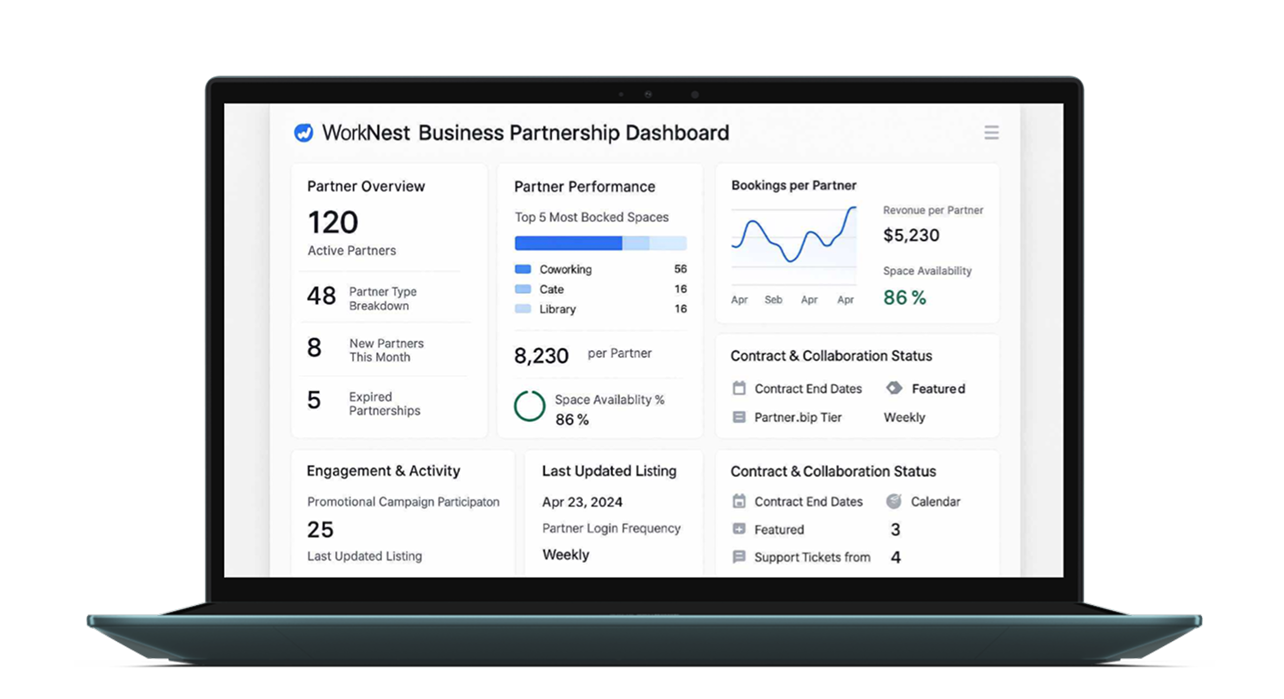 WorkNest Business Partnership Dashboard
Partner Overview
120
Active Partners
48
Partner Type
Breakdown
8
New Partners
This Month
5
Expired
Partnerships
Partner Performance
Top 5 Most Bocked Spaces
Coworking 56
Cate 16
Library 16
8,230 per Partner
Space Availablity %
86 %
Bookings per Partner
Apr Seb Apr Apr
Revonue per Partner
$5,230
Space Availability
86 %
Contract & Collaboration Status
Contract End Dates Featured
Partner.bip Tier Weekly
Engagement & Activity
Promotional Campaign Participaton
25
Last Updated Listing
Last Updated Listing
Apr 23, 2024
Partner Login Frequency
Weekly
Contract & Collaboration Status
Contract End Dates Calendar
Featured 3
Support Tickets from 4